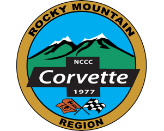 ROCKY MOUNTAIN
NCCC
Corvette
1977
REGION